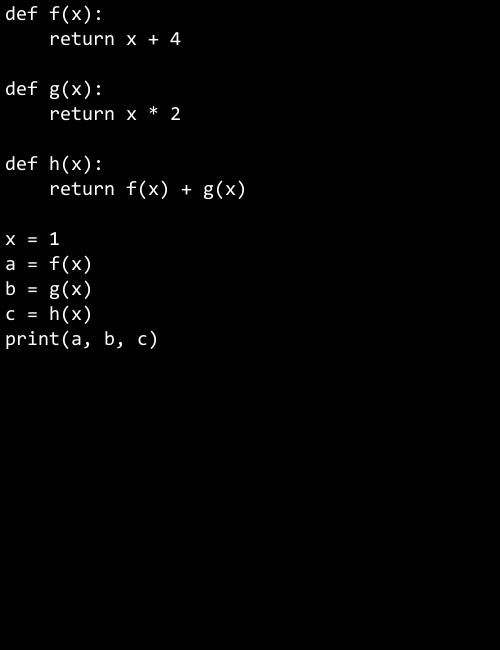 def f(x):
    return x + 4

def g(x):
    return x * 2

def h(x):
    return f(x) + g(x)

x = 1
a = f(x)
b = g(x)
c = h(x)
print(a, b, c)